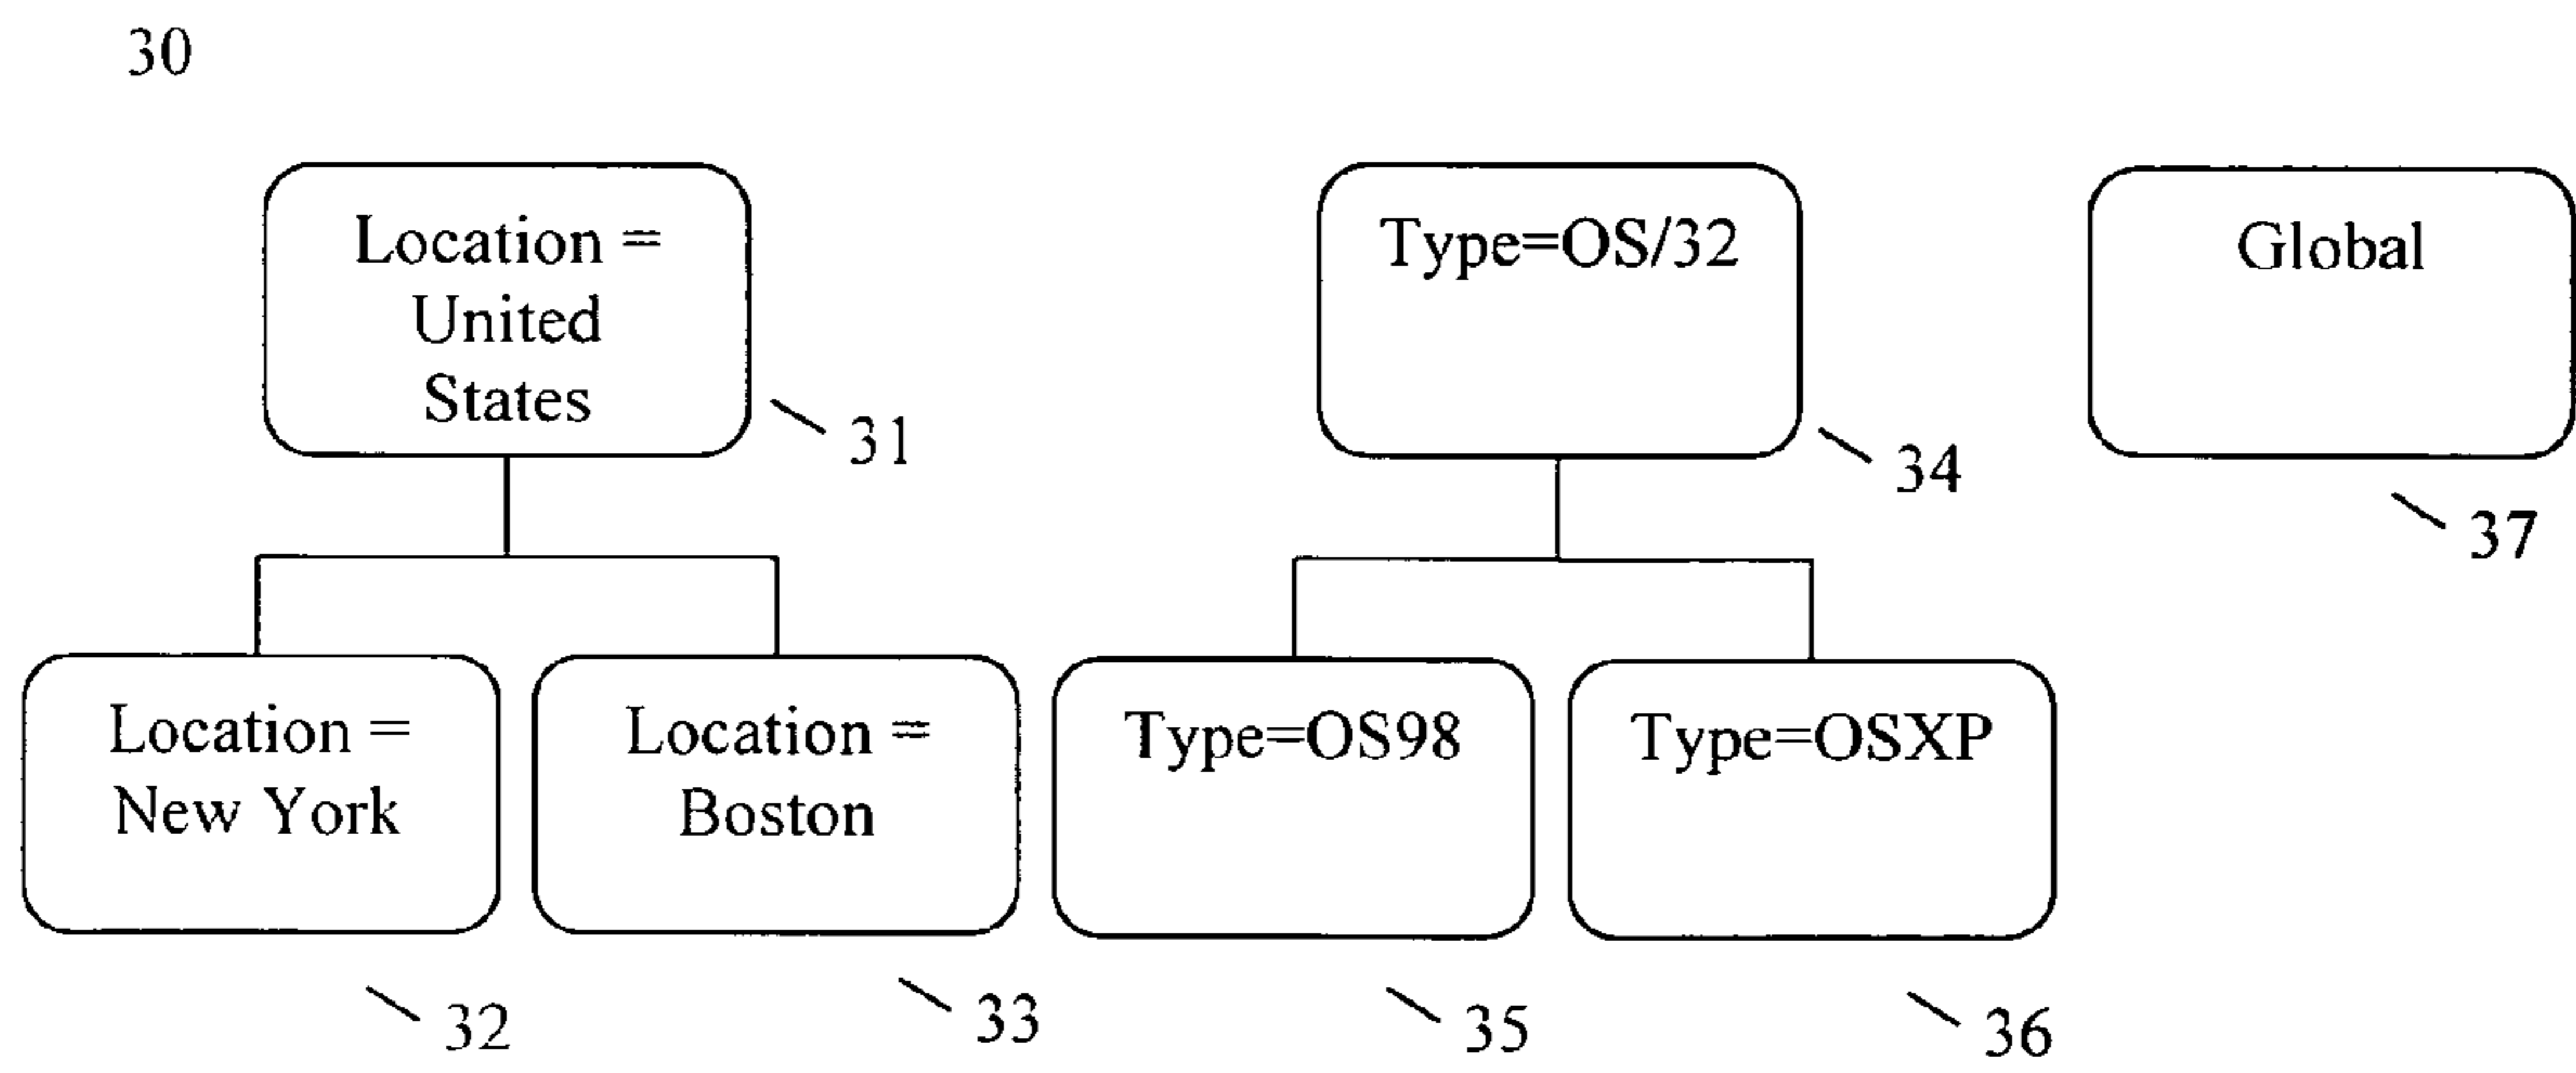 30
Location =
United
States
31
Type=OS/32
34
Global
37
Location =
New York
32
Location =
Boston
33
Type=OS98
35
Type=OSXP
36